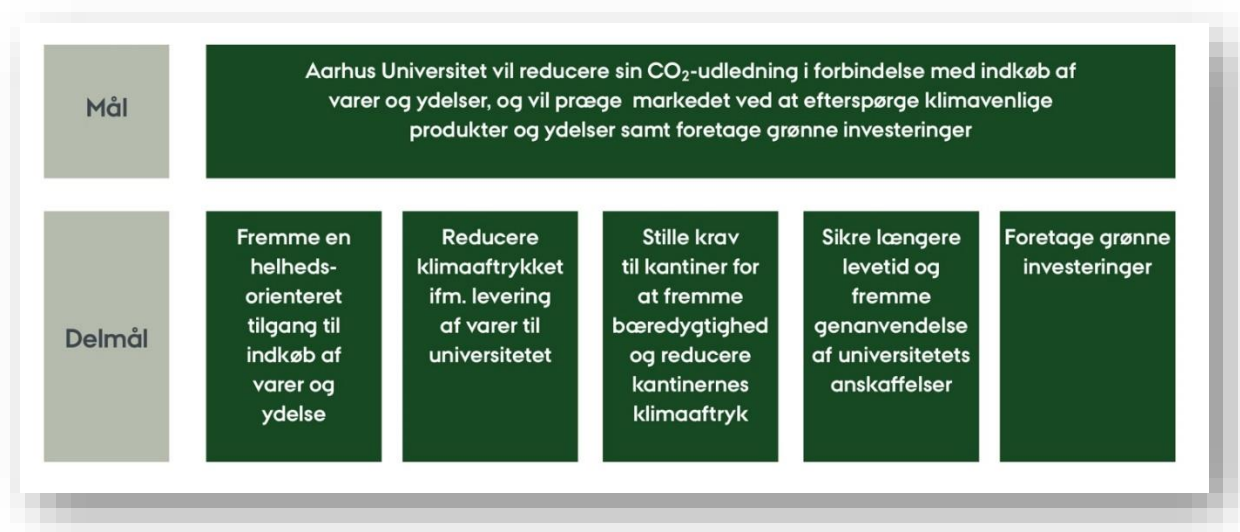 Mål
Aarhus Universitet vil reducere sin CO₂-udledning i forbindelse med indkøb af
varer og ydelser, og vil præge markedet ved at efterspørge klimavenlige
produkter og ydelser samt foretage grønne investeringer
Delmål
Fremme en
helheds-
orienteret
tilgang til
indkøb af
varer og
ydelse
Reducere
klimaaftrykket
ifm. levering
af varer til
universitetet
Stille krav
til kantiner for
at fremme
bæredygtighed
og reducere
kantinernes
klimaaftryk
Sikre længere
levetid og
fremme
genanvendelse
af universitetets
anskaffelser
Foretage grønne
investeringer